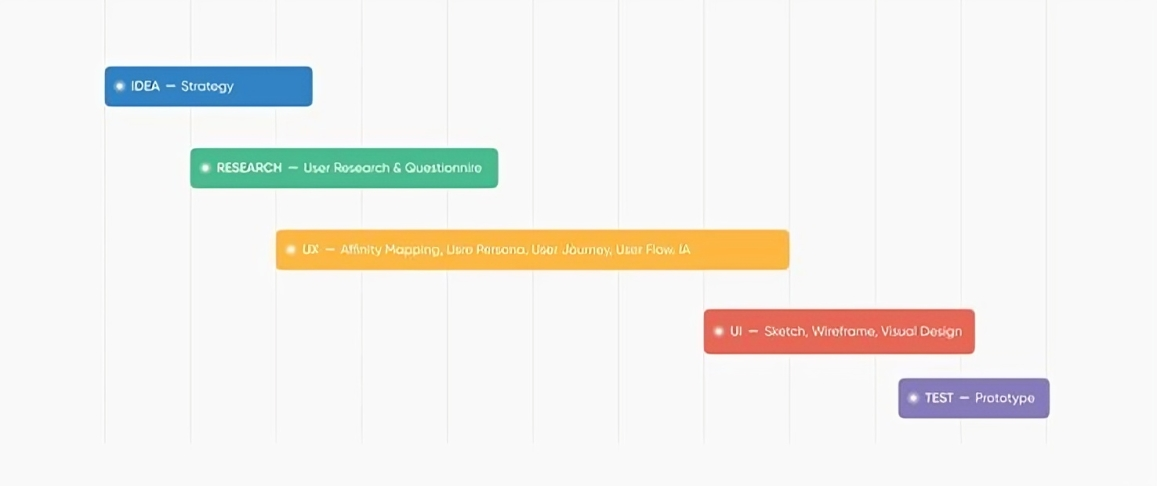 IDEA — Strategy
RESEARCH — User Research & Questionnire
UX — Affinity Mapping, Usre Persona, User Journey, User Flow, IA
UI — Sketch, Wireframe, Visual Design
TEST — Prototype